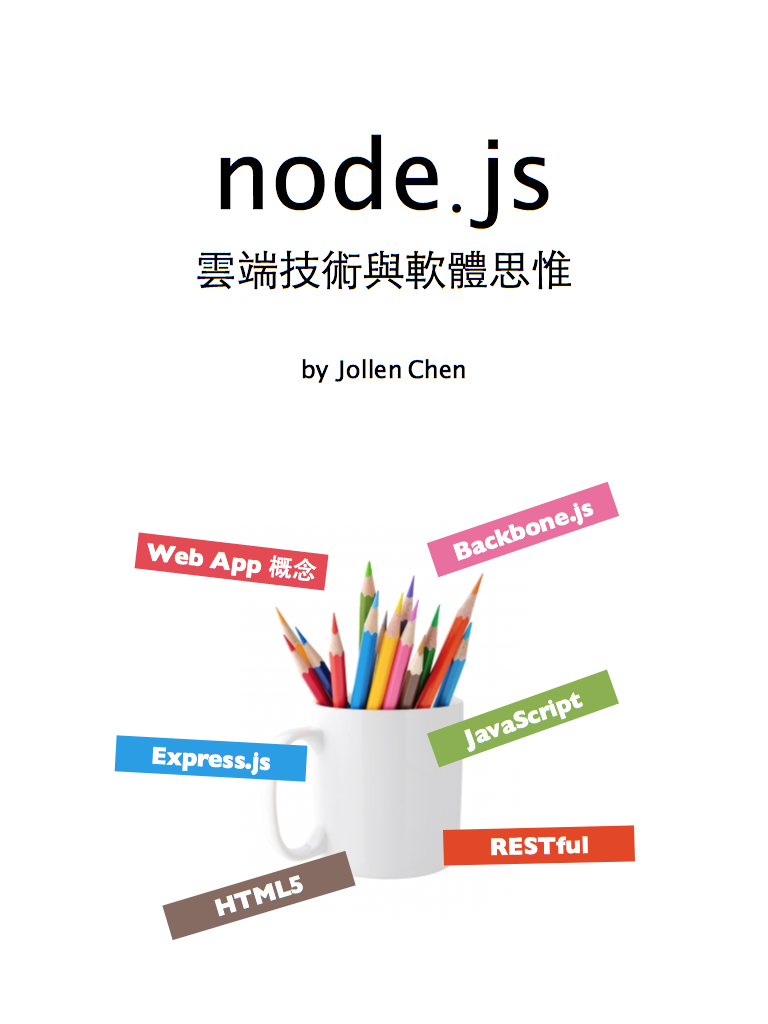 node.js
雲端技術與軟體思惟
by Jollen Chen
Backbone.js
Web App 概念
JavaScript
Express.js
RESTful
HTML5